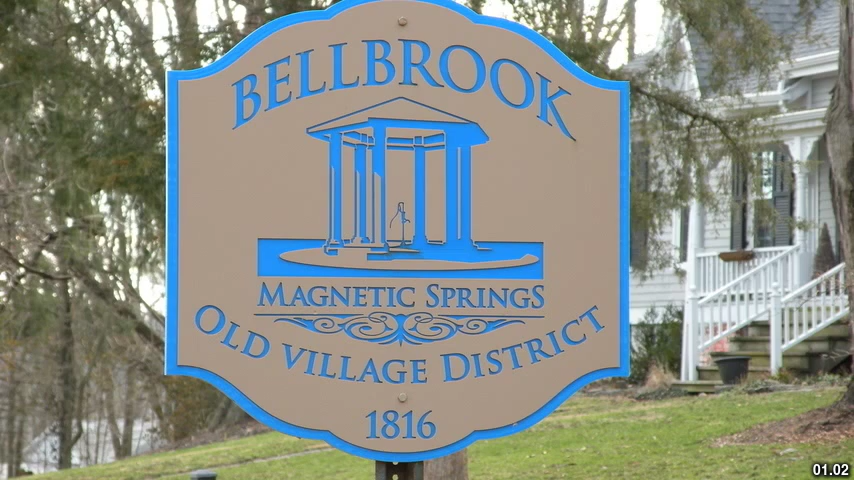 BELLBROOK
MAGNETIC SPRINGS
OLD VILLAGE DISTRICT
1816
01.02